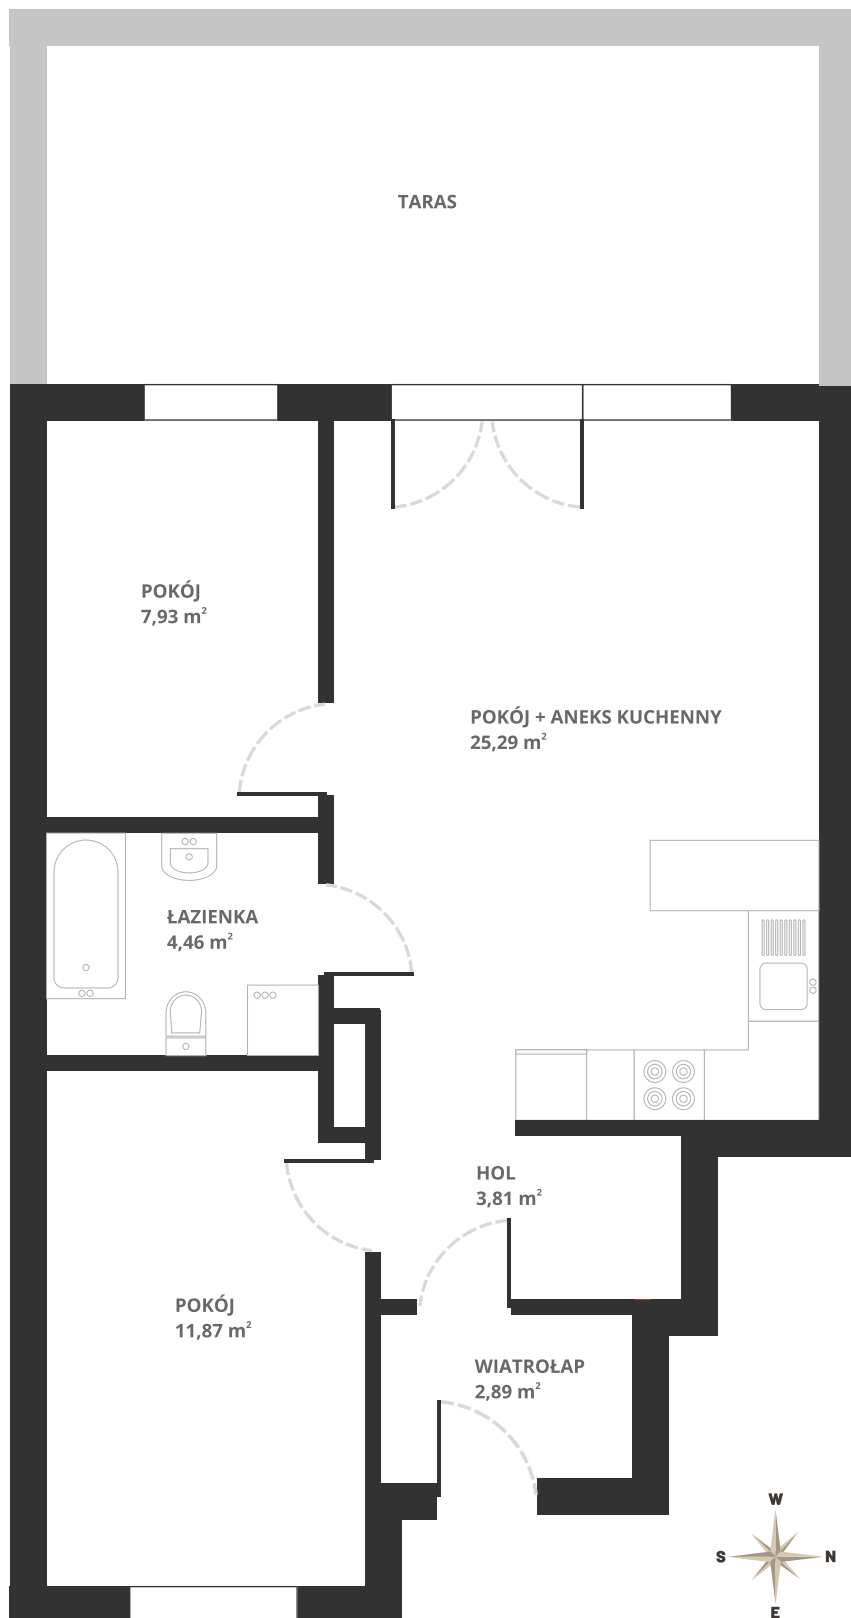 TARAS
POKÓJ
7,93 m²
POKÓJ + ANEKS KUCHENNY
25,29 m²
ŁAZIENKA
4,46 m²
HOL
3,81 m²
POKÓJ
11,87 m²
WIATROŁAP
2,89 m²
W
S N
E